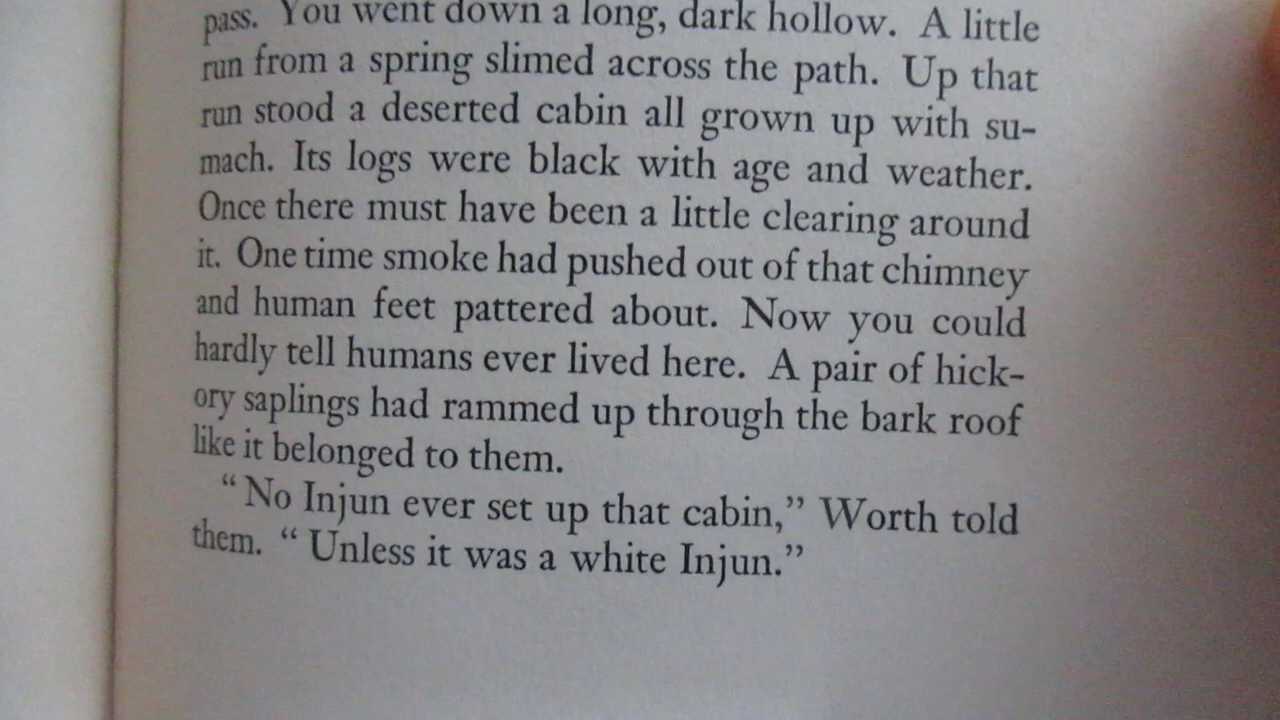 pass. You went down a long, dark hollow. A little
run from a spring slimed across the path. Up that
run stood a deserted cabin all grown up with su-
mach. Its logs were black with age and weather.
Once there must have been a little clearing around
it. One time smoke had pushed out of that chimney
and human feet pattered about. Now you could
hardly tell humans ever lived here. A pair of hick-
ory saplings had rammed up through the bark roof
like it belonged to them.
“ No Injun ever set up that cabin,” Worth told
them. “ Unless it was a white Injun.”